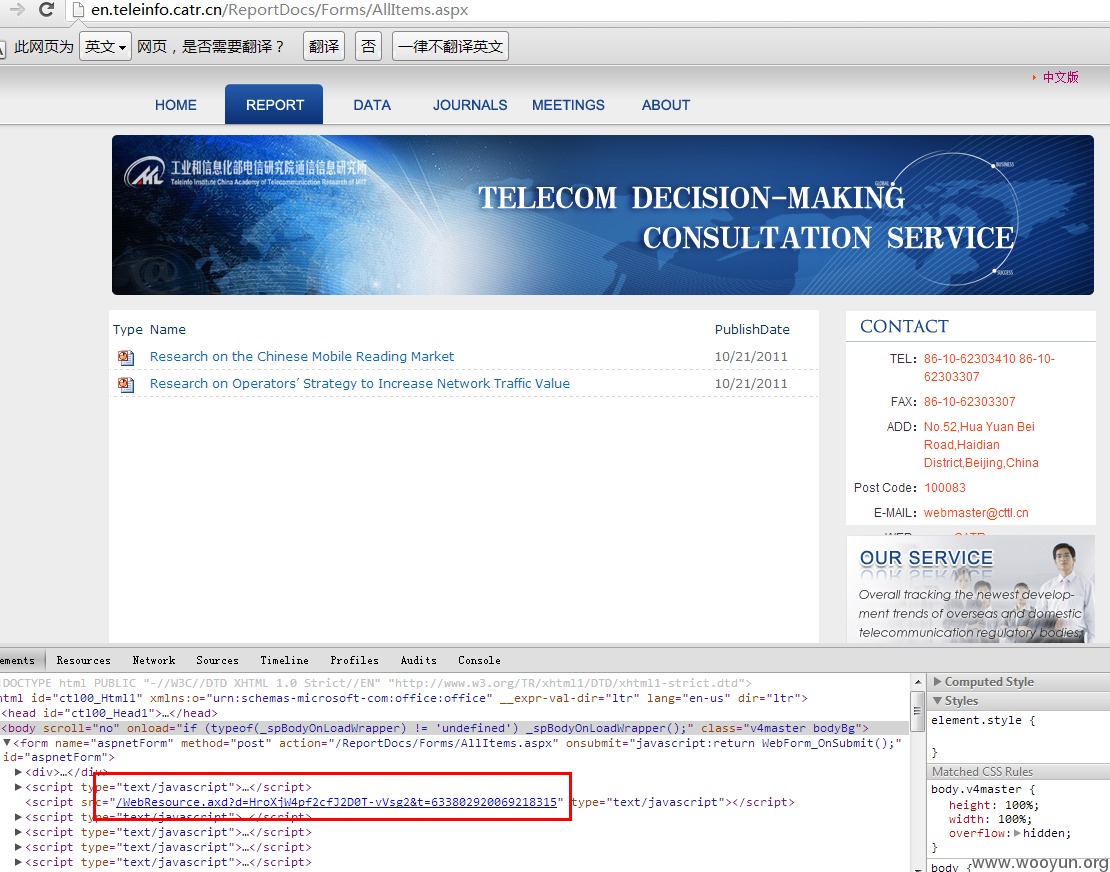 en.teleinfo.catr.cn/ReportDocs/Forms/AllItems.aspx
此网页为 英文 网页，是否需要翻译？ 翻译 否 一律不翻译英文
中文版
HOME REPORT DATA JOURNALS MEETINGS ABOUT
工业和信息化部电信研究院通信信息研究所
Teleinfo Institute China Academy of Telecommunication Research of MIIT
BUSINESS
GLOBAL
TELECOM DECISION-MAKING
CONSULTATION SERVICE
SUCCESS
Type Name PublishDate
Research on the Chinese Mobile Reading Market 10/21/2011
Research on Operators' Strategy to Increase Network Traffic Value 10/21/2011
CONTACT
TEL: 86-10-62303410 86-10-
62303307
FAX: 86-10-62303307
ADD: No.52,Hua Yuan Bei
Road,Haidian
District,Beijing,China
Post Code: 100083
E-MAIL: webmaster@cttl.cn
OUR SERVICE
Overall tracking the newest develop-
ment trends of overseas and domestic
telecommunication regulatory bodies,
ements Resources Network Sources Timeline Profiles Audits Console
DOCTYPE html PUBLIC "-//W3C//DTD XHTML 1.0 Strict//EN" "http://www.w3.org/TR/xhtml1/DTD/xhtml1-strict.dtd">
html id="ctl00_Html1" xmlns:o="urn:schemas-microsoft-com:office:office" __expr-val-dir="ltr" lang="en-us" dir="ltr">
<head id="ctl00_Head1">…</head>
<body scroll="no" onload="if (typeof(_spBodyOnLoadWrapper) != 'undefined') _spBodyOnLoadWrapper();" class="v4master bodyBg">
▼<form name="aspnetForm" method="post" action="/ReportDocs/Forms/AllItems.aspx" onsubmit="javascript:return WebForm_OnSubmit();"
id="aspnetForm">
▶<div>…</div>
▶<script type="text/javascript">…</script>
<script src="/WebResource.axd?d=HroXjW4pf2cfJ2D0T-vVsg2&t=633802920069218315" type="text/javascript"></script>
▶<script type="text/javascript">…</script>
▶<script type="text/javascript">…</script>
▶<script type="text/javascript">…</script>
▶<script type="text/javascript">…</script>
▶Computed Style
▼Styles
element.style {
}
Matched CSS Rules
body.v4master {
height: 100%;
width: 100%;
overflow:▶hidden;
}
body {
www.wooyun.org